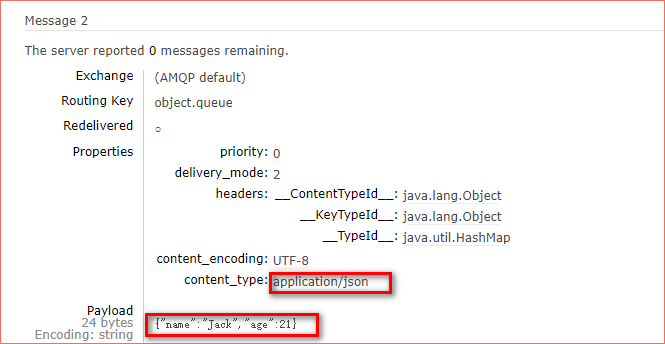 Message 2
The server reported 0 messages remaining.
Exchange (AMQP default)
Routing Key object.queue
Redelivered ○
Properties priority: 0
delivery_mode: 2
headers: __ContentTypeId__: java.lang.Object
__KeyTypeId__: java.lang.Object
__TypeId__: java.util.HashMap
content_encoding: UTF-8
content_type: application/json
Payload
24 bytes {"name":"Jack","age":21}
Encoding: string